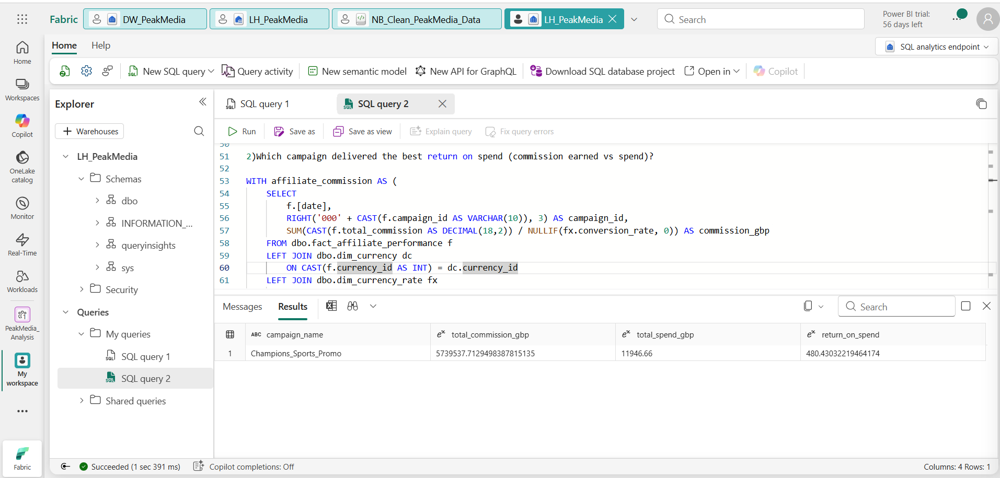 Fabric
DW_PeakMedia
LH_PeakMedia
NB_Clean_PeakMedia_Data
LH_PeakMedia
Search
Power BI trial:
56 days left
Home
Help
SQL analytics endpoint
New SQL query
Query activity
New semantic model
New API for GraphQL
Download SQL database project
Open in
Copilot
Home
Workspaces
Copilot
OneLake
catalog
Monitor
Real-Time
Workloads
PeakMedia_
Analysis
My
workspace
Fabric
Explorer
Warehouses
LH_PeakMedia
Schemas
dbo
INFORMATION_...
queryinsights
sys
Security
Queries
My queries
SQL query 1
SQL query 2
Shared queries
SQL query 1
SQL query 2
Run
Save as
Save as view
Explain query
Fix query errors
50
51 2)Which campaign delivered the best return on spend (commission earned vs spend)?
52
53 WITH affiliate_commission AS (
54 SELECT
55 f.[date],
56 RIGHT('000' + CAST(f.campaign_id AS VARCHAR(10)), 3) AS campaign_id,
57 SUM(CAST(f.total_commission AS DECIMAL(18,2)) / NULLIF(fx.conversion_rate, 0)) AS commission_gbp
58 FROM dbo.fact_affiliate_performance f
59 LEFT JOIN dbo.dim_currency dc
60 ON CAST(f.currency_id AS INT) = dc.currency_id
61 LEFT JOIN dbo.dim_currency_rate fx
Messages
Results
Search
ABC campaign_name
total_commission_gbp
total_spend_gbp
return_on_spend
1 Champions_Sports_Promo 5739537.7129498387815135 11946.66 480.43032219464174
Succeeded (1 sec 391 ms)
Copilot completions: Off
Columns: 4 Rows: 1